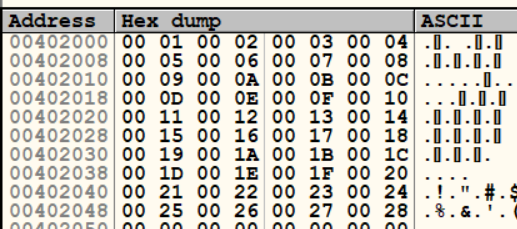 Address Hex dump ASCII
00402000 00 01 00 02 00 03 00 04 .▯. .▯.▯
00402008 00 05 00 06 00 07 00 08 .▯.▯.▯.▯
00402010 00 09 00 0A 00 0B 00 0C .....▯..
00402018 00 0D 00 0E 00 0F 00 10 ...▯.▯.▯
00402020 00 11 00 12 00 13 00 14 .▯.▯.▯.▯
00402028 00 15 00 16 00 17 00 18 .▯.▯.▯.▯
00402030 00 19 00 1A 00 1B 00 1C .▯.▯.▯.
00402038 00 1D 00 1E 00 1F 00 20 ....
00402040 00 21 00 22 00 23 00 24 .!.".#.$
00402048 00 25 00 26 00 27 00 28 .%.&.'.(
00402050 00 00 00 00 00 00 00 00